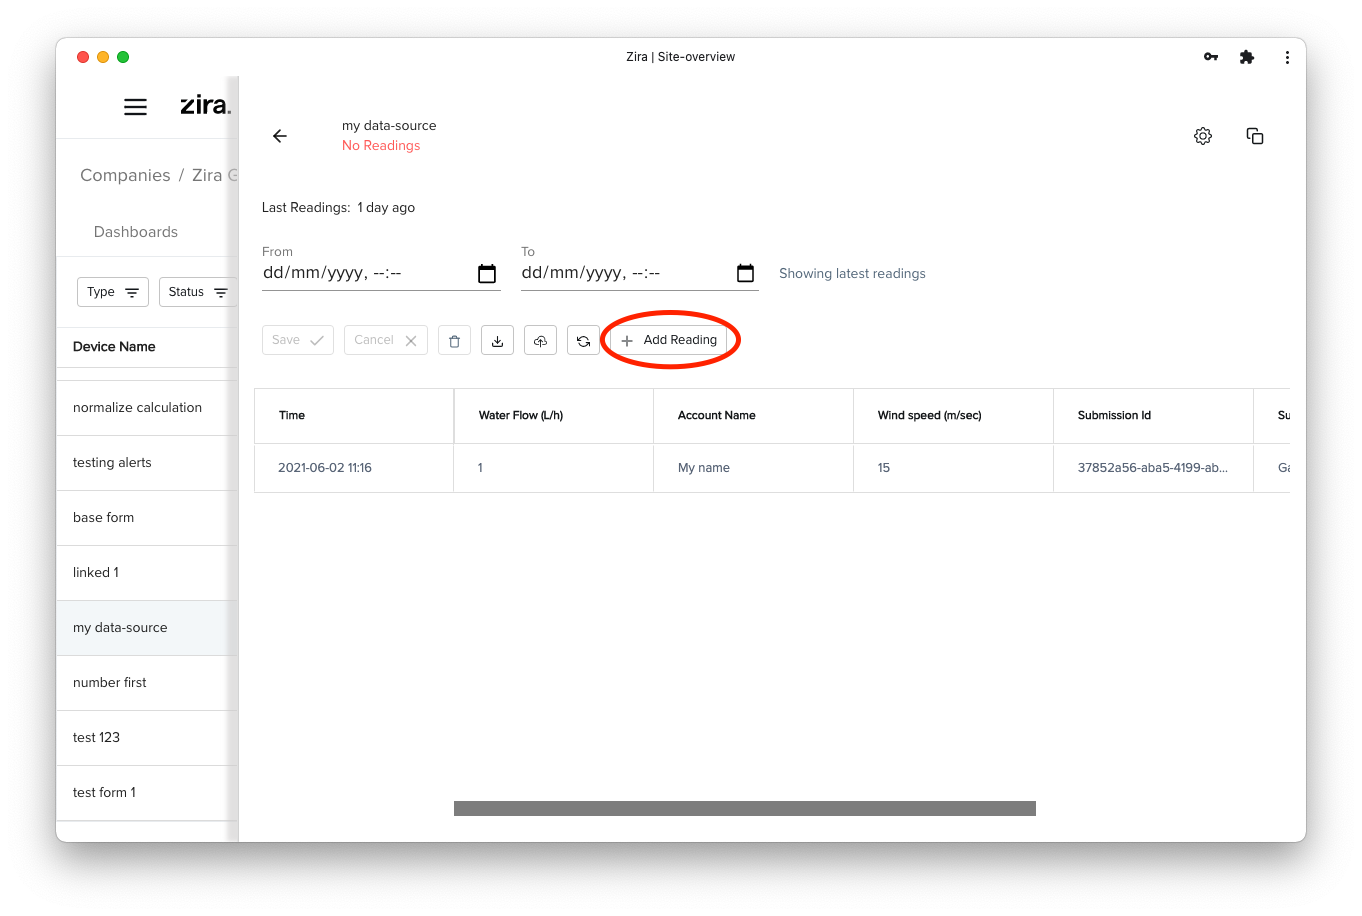 Zira | Site-overview
zira.
my data-source
No Readings
Companies / Zira G
Last Readings: 1 day ago
Dashboards
From
To
dd/mm/yyyy, --:--
dd/mm/yyyy, --:--
Showing latest readings
Type
Status
Save
Cancel
Add Reading
Device Name
normalize calculation
testing alerts
base form
linked 1
my data-source
number first
test 123
test form 1
Time Water Flow (L/h) Account Name Wind speed (m/sec) Submission Id Su
2021-06-02 11:16 1 My name 15 37852a56-aba5-4199-ab... Ga